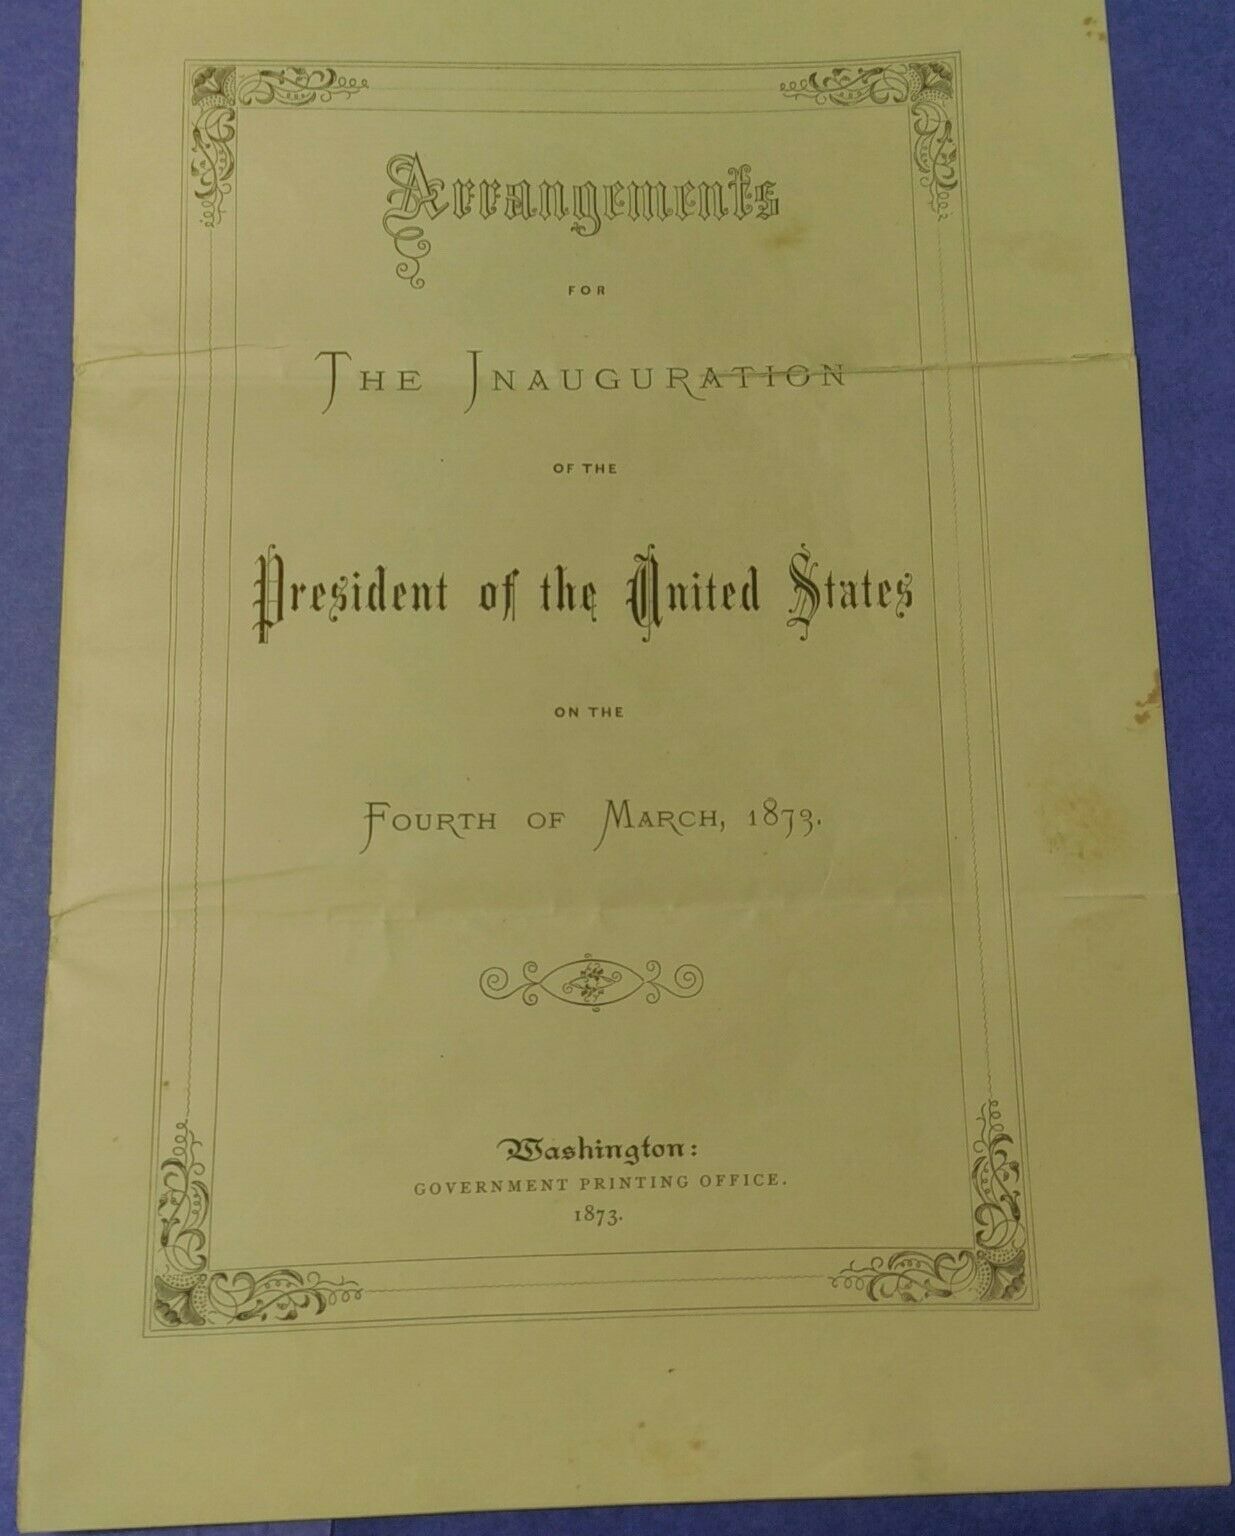 Arrangements
FOR
THE INAUGURATION
OF THE
President of the United States
ON THE
FOURTH OF MARCH, 1873.
Washington:
GOVERNMENT PRINTING OFFICE.
1873.